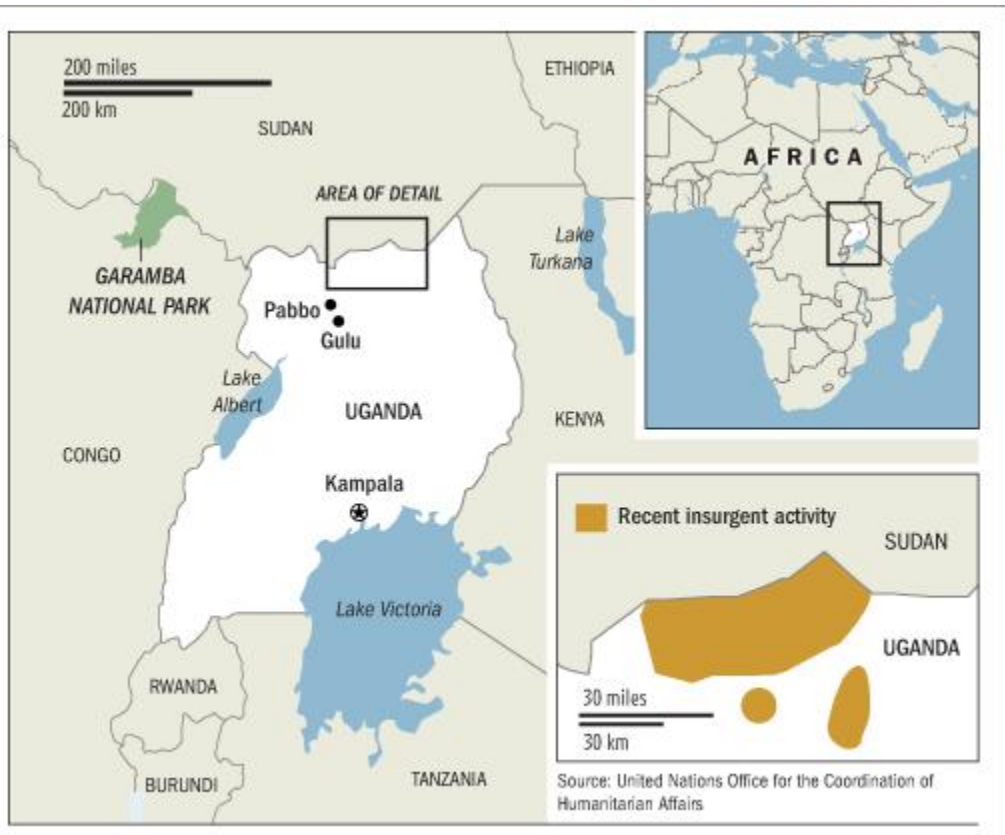 200 miles
200 km
SUDAN
ETHIOPIA
AREA OF DETAIL
GARAMBA
NATIONAL PARK
Lake
Turkana
Pabbo
Gulu
Lake
Albert
UGANDA
KENYA
CONGO
Kampala
Lake Victoria
RWANDA
BURUNDI
TANZANIA
AFRICA
Recent insurgent activity
SUDAN
UGANDA
30 miles
30 km
Source: United Nations Office for the Coordination of
Humanitarian Affairs